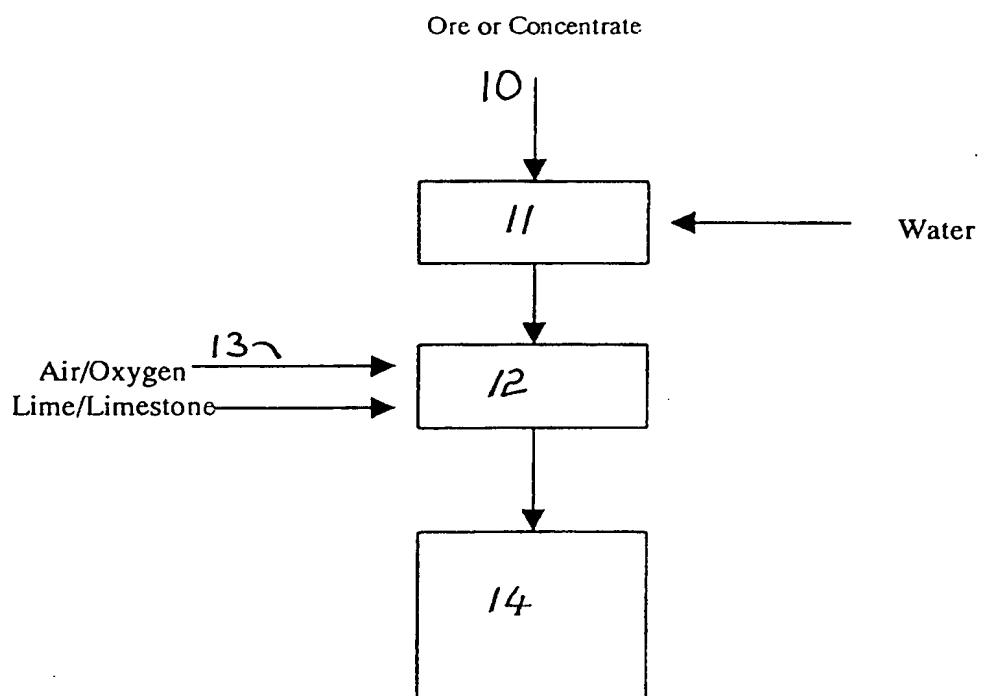 Ore or Concentrate
10
11
Water
13
Air/Oxygen
12
Lime/Limestone
14